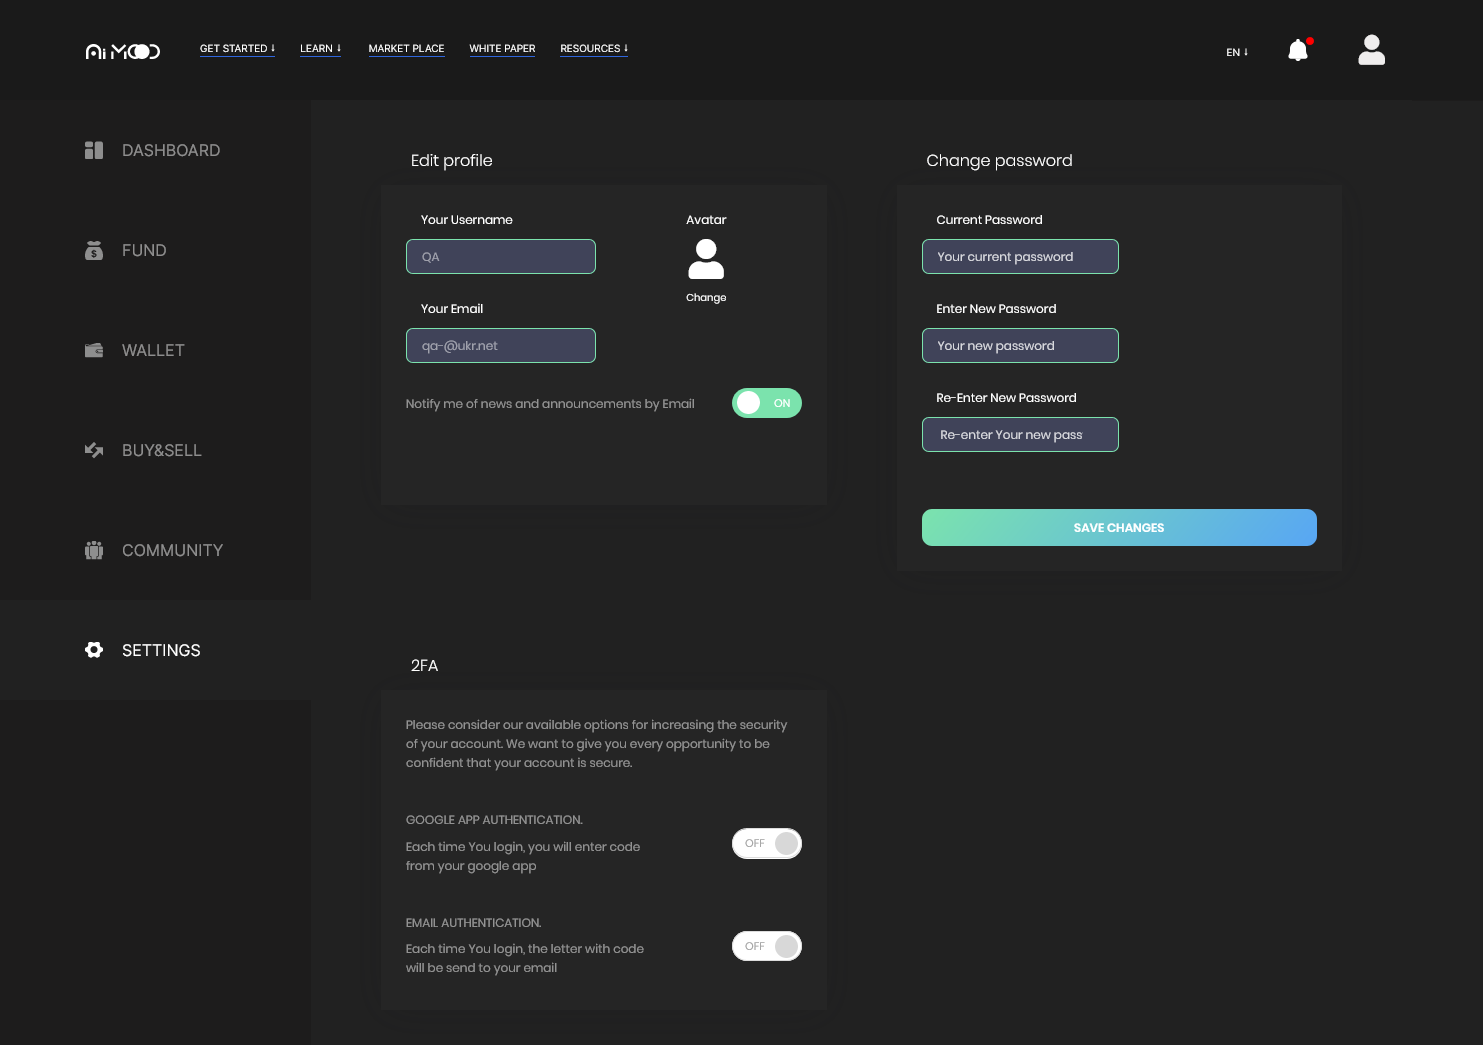 Ai MOOD
GET STARTED ↓
LEARN ↓
MARKET PLACE
WHITE PAPER
RESOURCES ↓
EN ↓
DASHBOARD
FUND
WALLET
BUY&SELL
COMMUNITY
SETTINGS
Edit profile
Your Username
QA
Avatar
Change
Your Email
qa-@ukr.net
Notify me of news and announcements by Email
ON
Change password
Current Password
Your current password
Enter New Password
Your new password
Re-Enter New Password
Re-enter Your new pass
SAVE CHANGES
2FA
Please consider our available options for increasing the security
of your account. We want to give you every opportunity to be
confident that your account is secure.
GOOGLE APP AUTHENTICATION.
Each time You login, you will enter code
from your google app
OFF
EMAIL AUTHENTICATION.
Each time You login, the letter with code
will be send to your email
OFF